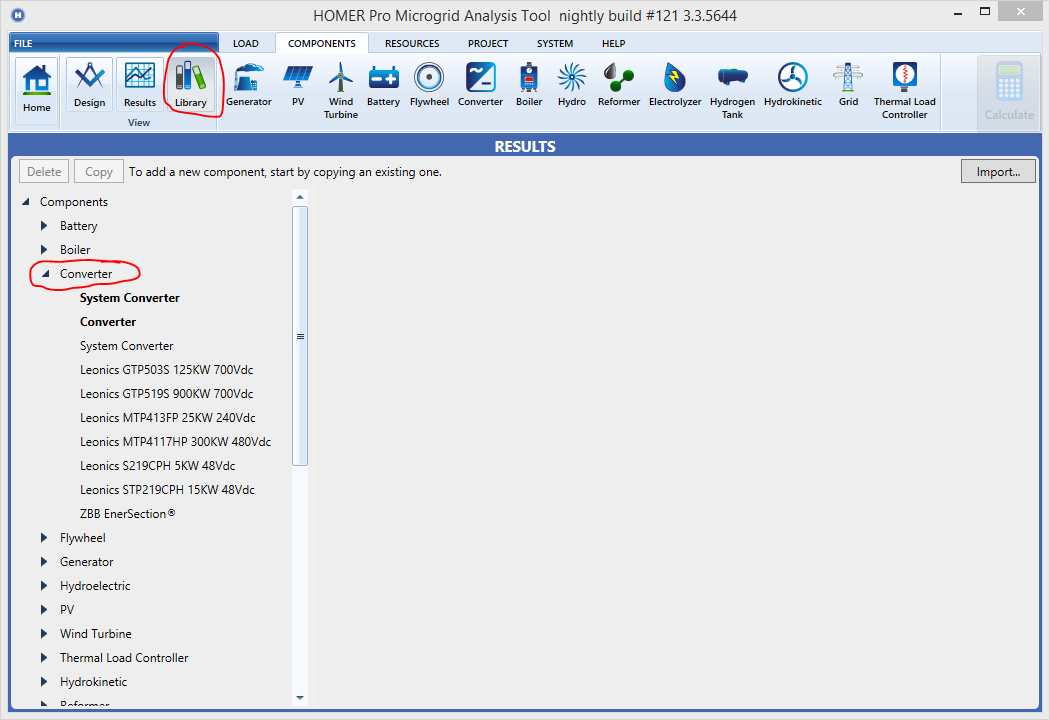 H HOMER Pro Microgrid Analysis Tool nightly build #121 3.3.5644
FILE LOAD COMPONENTS RESOURCES PROJECT SYSTEM HELP
Home Design Results Library Generator PV Wind Turbine Battery Flywheel Converter Boiler Hydro Reformer Electrolyzer Hydrogen Tank Hydrokinetic Grid Thermal Load Controller Calculate
View
RESULTS
Delete Copy To add a new component, start by copying an existing one. Import...
Components
Battery
Boiler
Converter
System Converter
Converter
System Converter
Leonics GTP503S 125KW 700Vdc
Leonics GTP519S 900KW 700Vdc
Leonics MTP413FP 25KW 240Vdc
Leonics MTP4117HP 300KW 480Vdc
Leonics S219CPH 5KW 48Vdc
Leonics STP219CPH 15KW 48Vdc
ZBB EnerSection®
Flywheel
Generator
Hydroelectric
PV
Wind Turbine
Thermal Load Controller
Hydrokinetic
Reformer